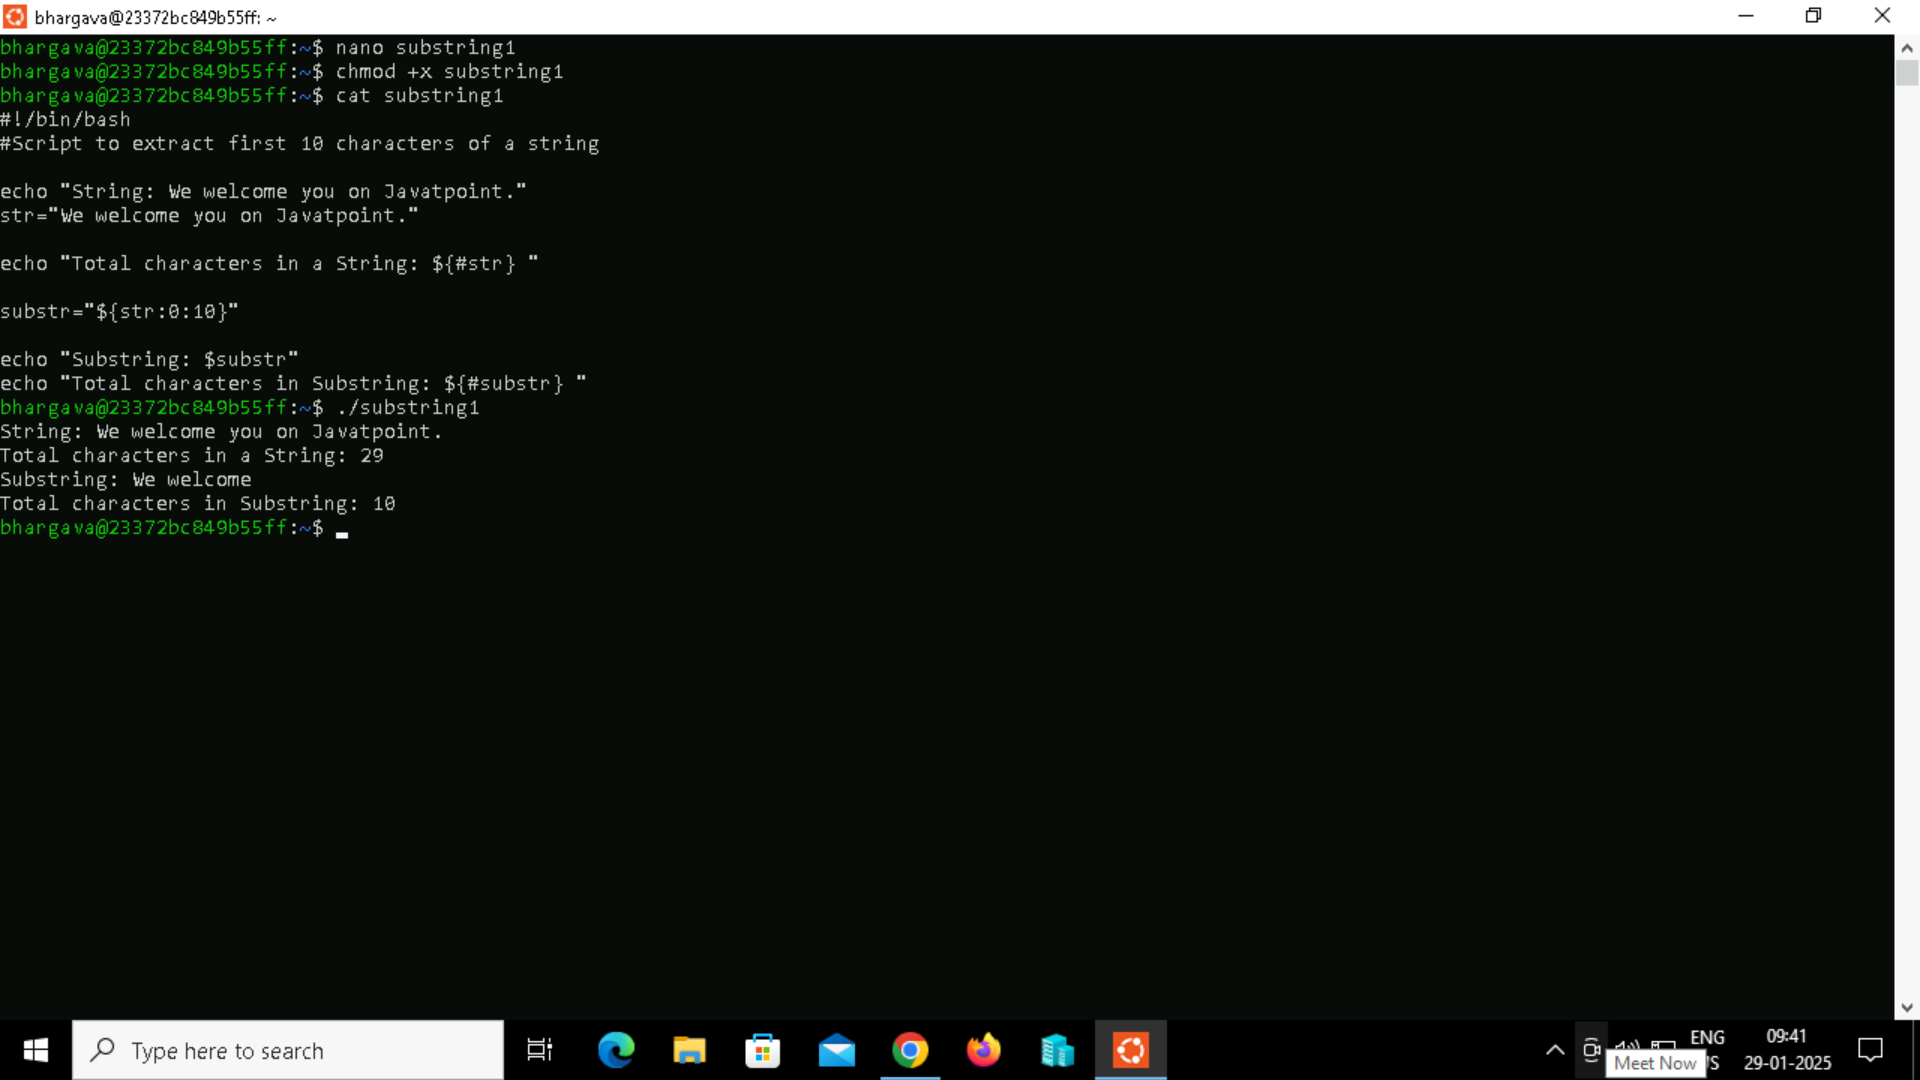 bhargava@23372bc849b55ff: ~
bhargava@23372bc849b55ff:~$ nano substring1
bhargava@23372bc849b55ff:~$ chmod +x substring1
bhargava@23372bc849b55ff:~$ cat substring1
#!/bin/bash
#Script to extract first 10 characters of a string
echo "String: We welcome you on Javatpoint."
str="We welcome you on Javatpoint."
echo "Total characters in a String: ${#str} "
substr="${str:0:10}"
echo "Substring: $substr"
echo "Total characters in Substring: ${#substr} "
bhargava@23372bc849b55ff:~$ ./substring1
String: We welcome you on Javatpoint.
Total characters in a String: 29
Substring: We welcome
Total characters in Substring: 10
bhargava@23372bc849b55ff:~$
Type here to search
ENG
09:41
Meet Now
29-01-2025